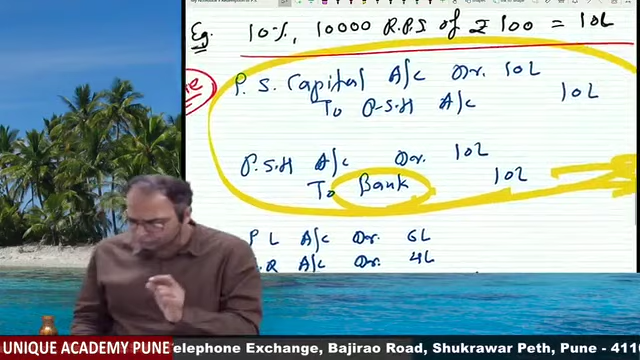 Eg. 10%, 10000 R.P.S of ₹ 100 = 10L
P.S. Capital A/c Dr. 10L
To P.S.H A/c 10L
P.S.H A/c Dr. 10L
To Bank 10L
P L A/c Dr. 6L
A/c Dr. 4L
UNIQUE ACADEMY PUNE
elephone Exchange, Bajirao Road, Shukrawar Peth, Pune - 411